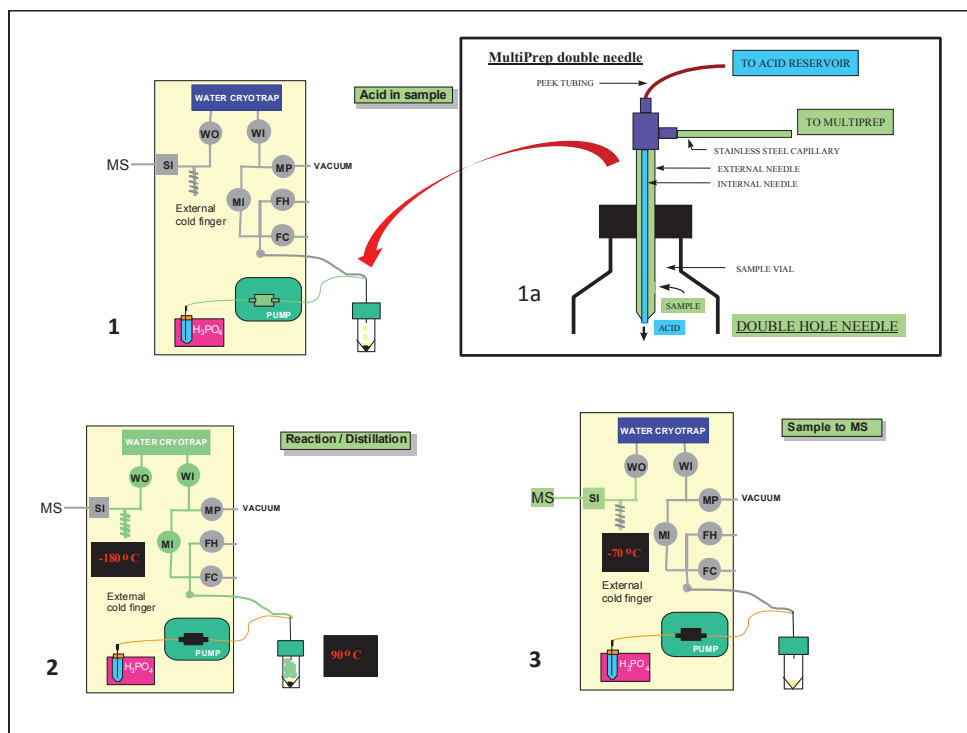 MultiPrep double needle
TO ACID RESERVOIR
PEEK TUBING
Acid in sample
WATER CRYOTRAP
TO MULTIPREP
WO
WI
STAINLESS STEEL CAPILLARY
MS
SI
MP
VACUUM
EXTERNAL NEEDLE
INTERNAL NEEDLE
External
cold finger
MI
FH
FC
SAMPLE VIAL
1a
SAMPLE
1
H3PO4
PUMP
ACID
DOUBLE HOLE NEEDLE
WATER CRYOTRAP
Reaction / Distillation
WO
WI
MS
SI
MP
VACUUM
-180 o C
MI
FH
FC
External
cold finger
2
H3PO4
PUMP
90o C
WATER CRYOTRAP
Sample to MS
WO
WI
MS
SI
MP
VACUUM
-70 o C
MI
FH
FC
External
cold finger
3
H3PO4
PUMP